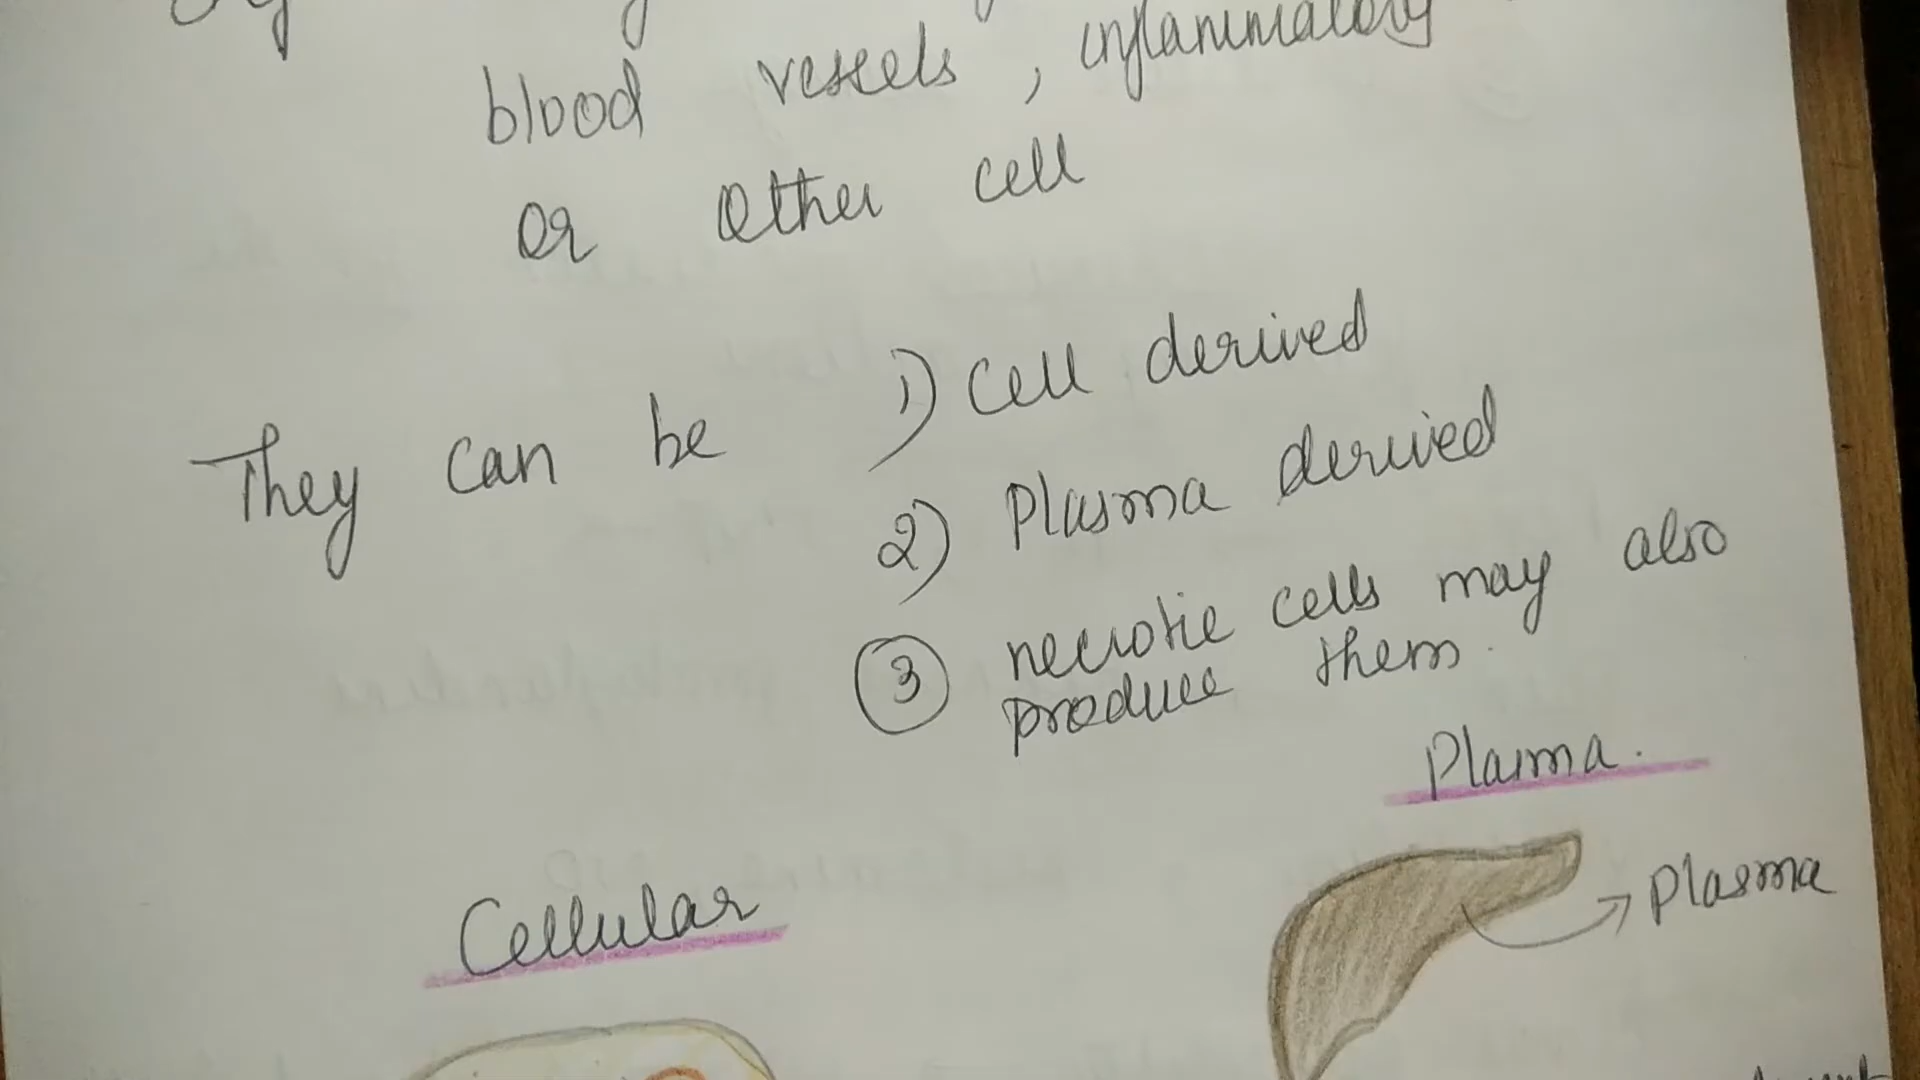 blood vessels, inflammatory
or other cell
They can be 1) Cell derived
2) Plasma derived
3 necrotic cells may also
produce them.
Plasma.
Cellular
Plasma